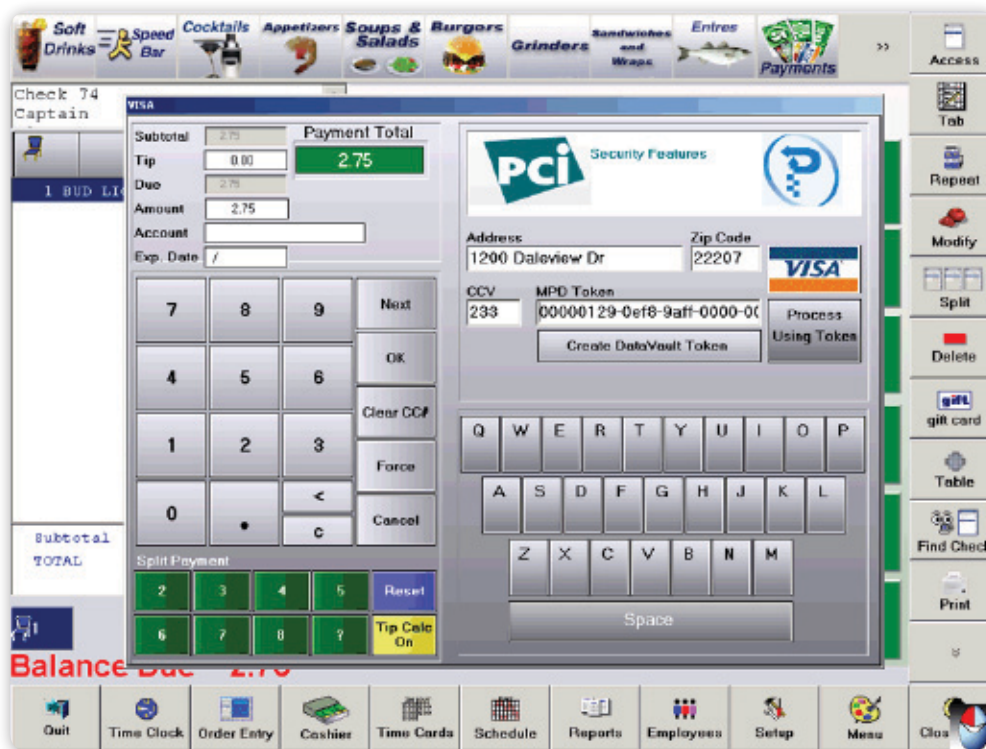 Soft Drinks
Speed Bar
Cocktails
Appetizers
Soups & Salads
Burgers
Grinders
Sandwiches and Wraps
Entres
Payments
>>
Access
Check 74
Captain
Tab
Repeat
Modify
Split
Delete
gift
gift card
Table
Find Check
Print
1 BUD LIG
Subtotal
TOTAL
1
Balance Due
VISA
Subtotal 2.75
Payment Total
Tip 0.00
2.75
Due 2.75
Amount 2.75
Account
Exp. Date /
7 8 9 Next
4 5 6 OK
Clear CC#
1 2 3 Force
0 . < Cancel
C
Split Payment
2 3 4 5 Reset
6 7 8 ? Tip Calc On
PCi Security Features
Address Zip Code
1200 Daleview Dr 22207
VISA
CCV MPD Token
233 00000129-0ef8-9aff-0000-00
Process Using Token
Create DataVault Token
Q W E R T Y U I O P
A S D F G H J K L
Z X C V B N M
Space
Quit
Time Clock
Order Entry
Cashier
Time Cards
Schedule
Reports
Employees
Setup
Menu
Clos